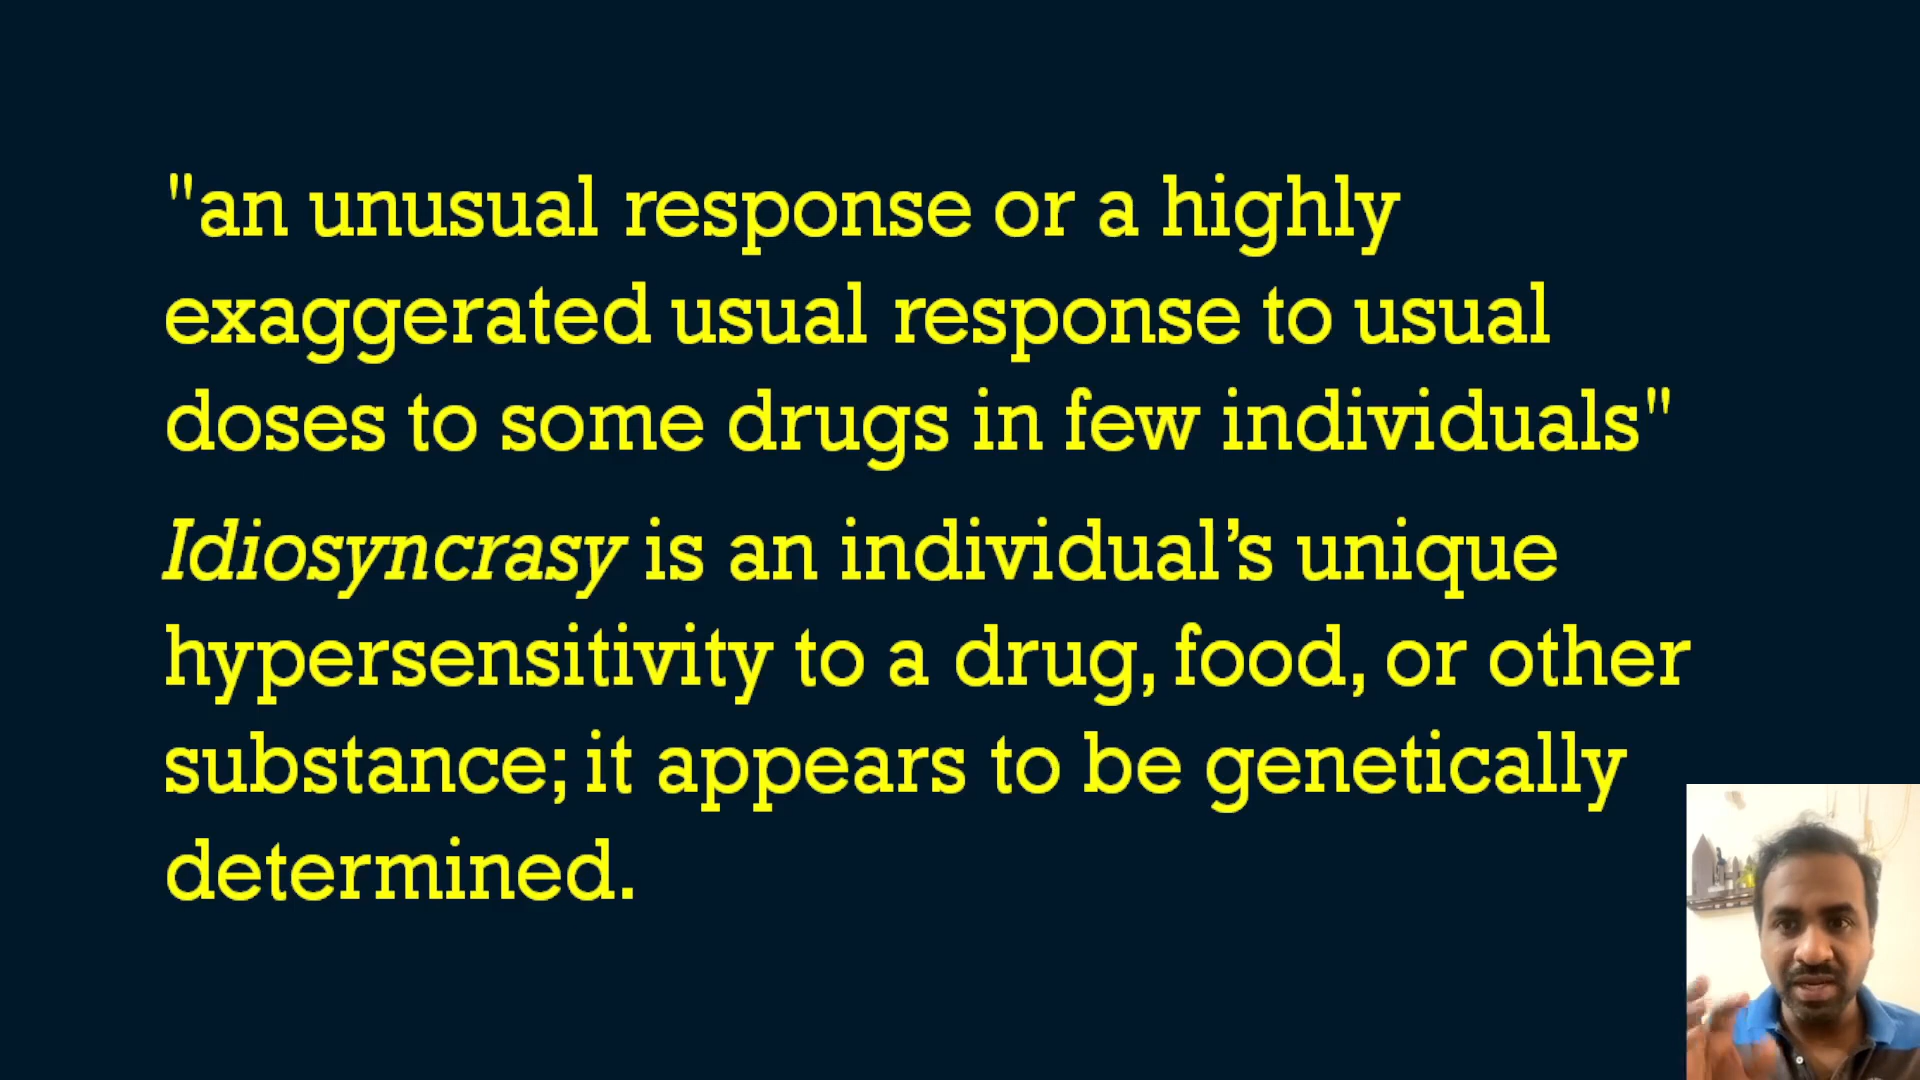 "an unusual response or a highly
exaggerated usual response to usual
doses to some drugs in few individuals"
Idiosyncrasy is an individual’s unique
hypersensitivity to a drug, food, or other
substance; it appears to be genetically
determined.